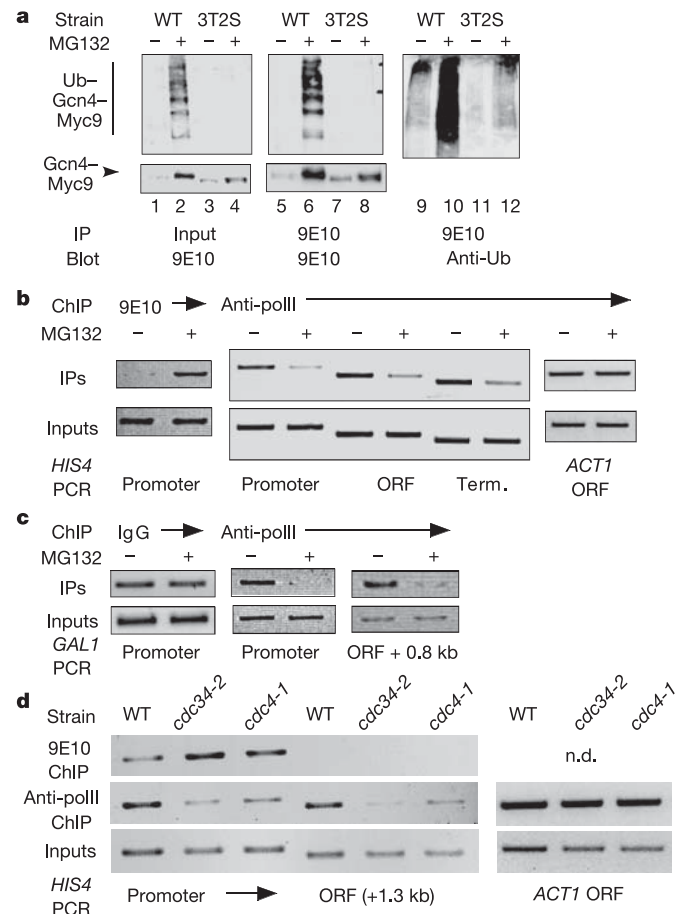 a
Strain WT 3T2S WT 3T2S WT 3T2S
MG132 – + – + – + – + – + – +
Ub–
Gcn4–
Myc9
Gcn4–
Myc9
1 2 3 4 5 6 7 8 9 10 11 12
IP Input 9E10 9E10
Blot 9E10 9E10 Anti-Ub
b
ChIP 9E10 Anti-polII
MG132 – + – + – + – + – +
IPs
Inputs
HIS4 ACT1
PCR Promoter Promoter ORF Term. ORF
c
ChIP IgG Anti-polII
MG132 – + – + – +
IPs
Inputs
GAL1
PCR Promoter Promoter ORF + 0.8 kb
d
Strain WT cdc34-2 cdc4-1 WT cdc34-2 cdc4-1 WT cdc34-2 cdc4-1
9E10
ChIP n.d.
Anti-polII
ChIP
Inputs
HIS4
PCR Promoter ORF (+1.3 kb) ACT1 ORF